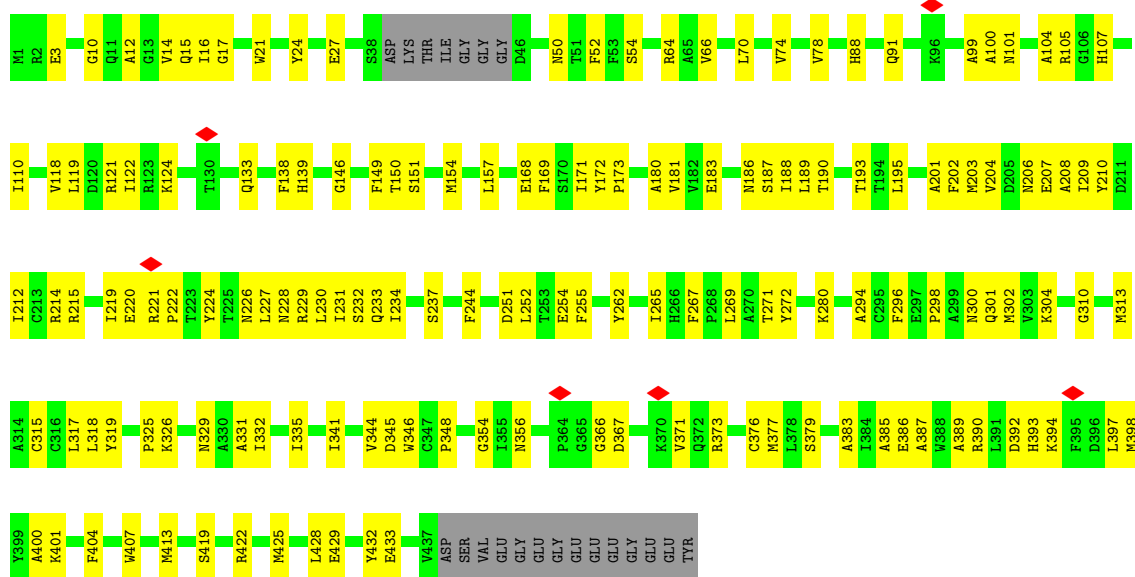 M1 R2 E3 G10 Q11 A12 G13 V14 Q15 I16 G17 W21 Y24 E27 S38 ASP LYS THR ILE GLY GLY GLY D46 N50 T51 F52 F53 S54 R64 A65 V66 L70 V74 V78 H88 Q91 K96 A99 A100 N101 A104 R105 G106 H107
I110 V118 L119 D120 R121 I122 R123 K124 T130 Q133 F138 H139 G146 F149 T150 S151 M154 L157 E168 F169 S170 I171 Y172 P173 A180 V181 V182 E183 N186 S187 I188 L189 T190 T193 T194 L195 A201 F202 M203 V204 D205 N206 E207 A208 I209 Y210 D211
I212 C213 R214 R215 I219 E220 R221 P222 T223 Y224 T225 N226 L227 N228 R229 L230 I231 S232 Q233 I234 S237 F244 D251 L252 T253 E254 F255 Y262 I265 H266 F267 P268 L269 A270 T271 Y272 K280 A294 C295 F296 E297 P298 A299 N300 Q301 M302 V303 K304 G310 M313
A314 C315 C316 L317 L318 Y319 P325 K326 N329 A330 A331 I332 I335 I341 V344 D345 W346 C347 P348 G354 I355 N356 P364 G365 G366 D367 K370 V371 Q372 R373 C376 M377 L378 S379 A383 I384 A385 E386 A387 W388 A389 R390 L391 D392 H393 K394 F395 D396 L397 M398
Y399 A400 K401 F404 W407 M413 S419 R422 M425 L428 E429 Y432 E433 V437 ASP SER VAL GLU GLY GLU GLY GLU GLU GLU GLY GLU GLU TYR